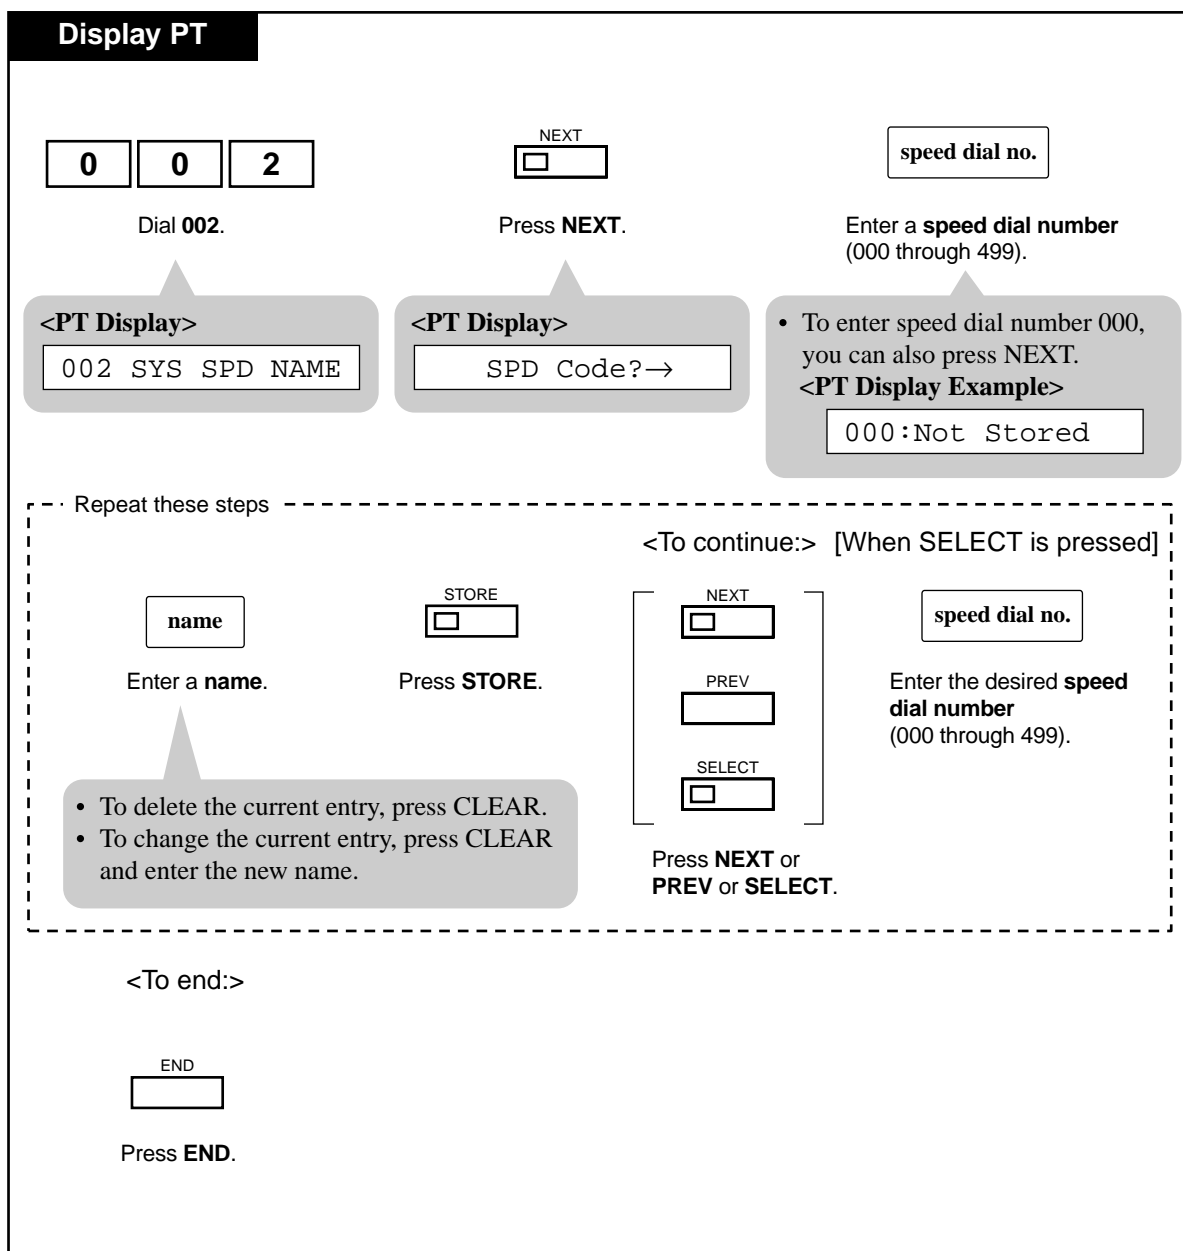 Display PT
0 0 2
NEXT
speed dial no.
Dial 002.
Press NEXT.
Enter a speed dial number
(000 through 499).
<PT Display>
002 SYS SPD NAME
<PT Display>
SPD Code?→
• To enter speed dial number 000,
you can also press NEXT.
<PT Display Example>
000:Not Stored
Repeat these steps
<To continue:> [When SELECT is pressed]
name
STORE
NEXT
PREV
SELECT
speed dial no.
Enter a name.
Press STORE.
Enter the desired speed
dial number
(000 through 499).
• To delete the current entry, press CLEAR.
• To change the current entry, press CLEAR
and enter the new name.
Press NEXT or
PREV or SELECT.
<To end:>
END
Press END.